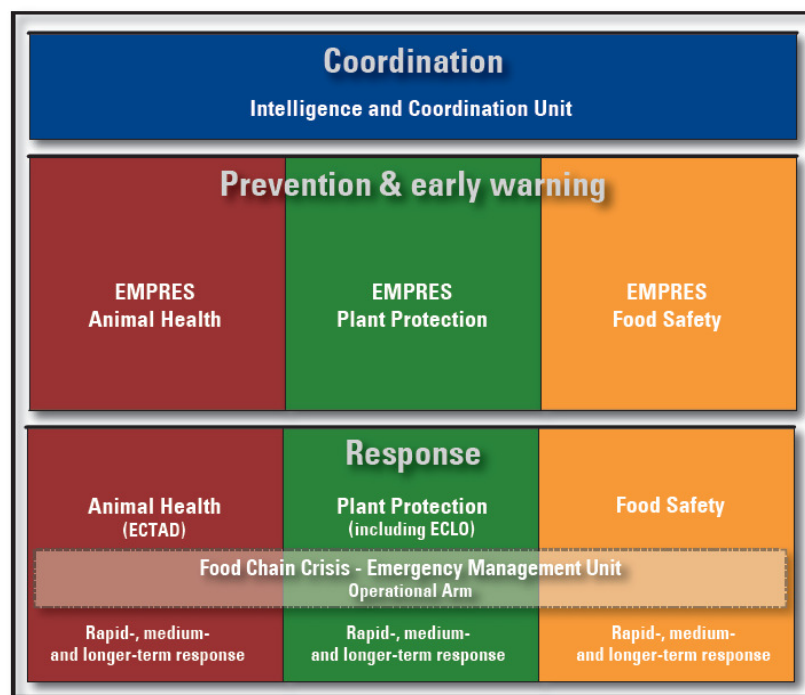 Coordination
Intelligence and Coordination Unit
Prevention & early warning
EMPRES
Animal Health
EMPRES
Plant Protection
EMPRES
Food Safety
Response
Animal Health
(ECTAD)
Plant Protection
(including ECLO)
Food Safety
Food Chain Crisis - Emergency Management Unit
Operational Arm
Rapid-, medium-
and longer-term response
Rapid-, medium-
and longer-term response
Rapid-, medium-
and longer-term response